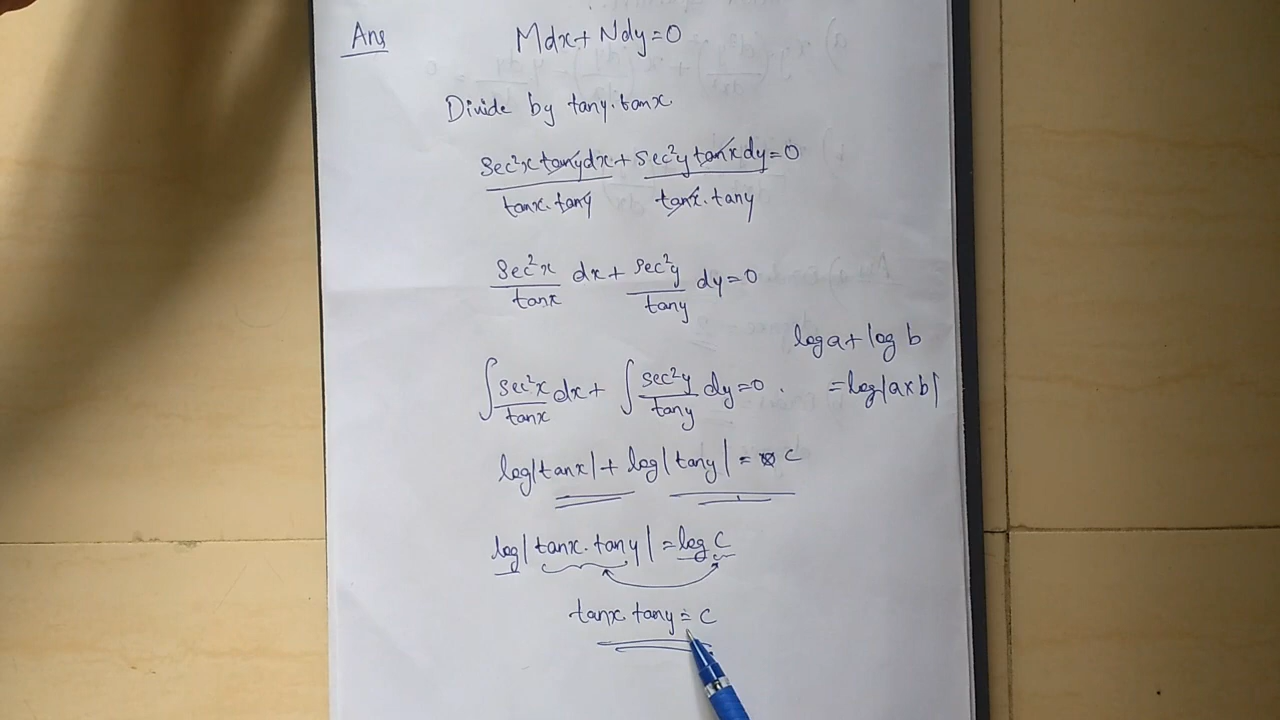 Ans
Mdx + Ndy = 0
Divide by tany. tanx.
sec²x tany dx / tanx. tany + sec²y tanx dy / tanx. tany = 0
sec²x / tanx dx + sec²y / tany dy = 0
log a + log b
= log|a×b|
∫ sec²x / tanx dx + ∫ sec²y / tany dy = 0.
log|tanx| + log|tany| = c
log|tanx. tany| = log C
tanx tany = c